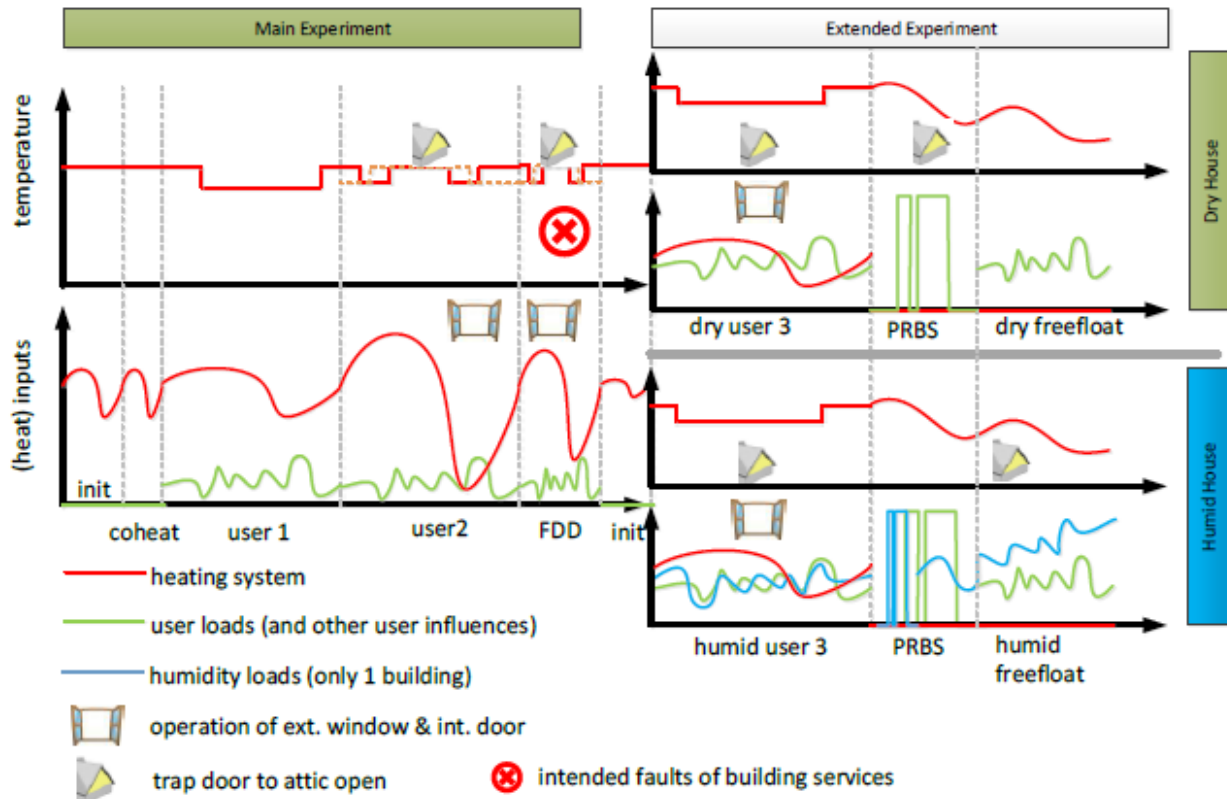 Main Experiment
Extended Experiment
temperature
Dry House
dry user 3
PRBS
dry freefloat
(heat) inputs
init
coheat
user 1
user2
FDD
init
Humid House
humid user 3
PRBS
humid
freefloat
heating system
user loads (and other user influences)
humidity loads (only 1 building)
operation of ext. window & int. door
trap door to attic open
intended faults of building services